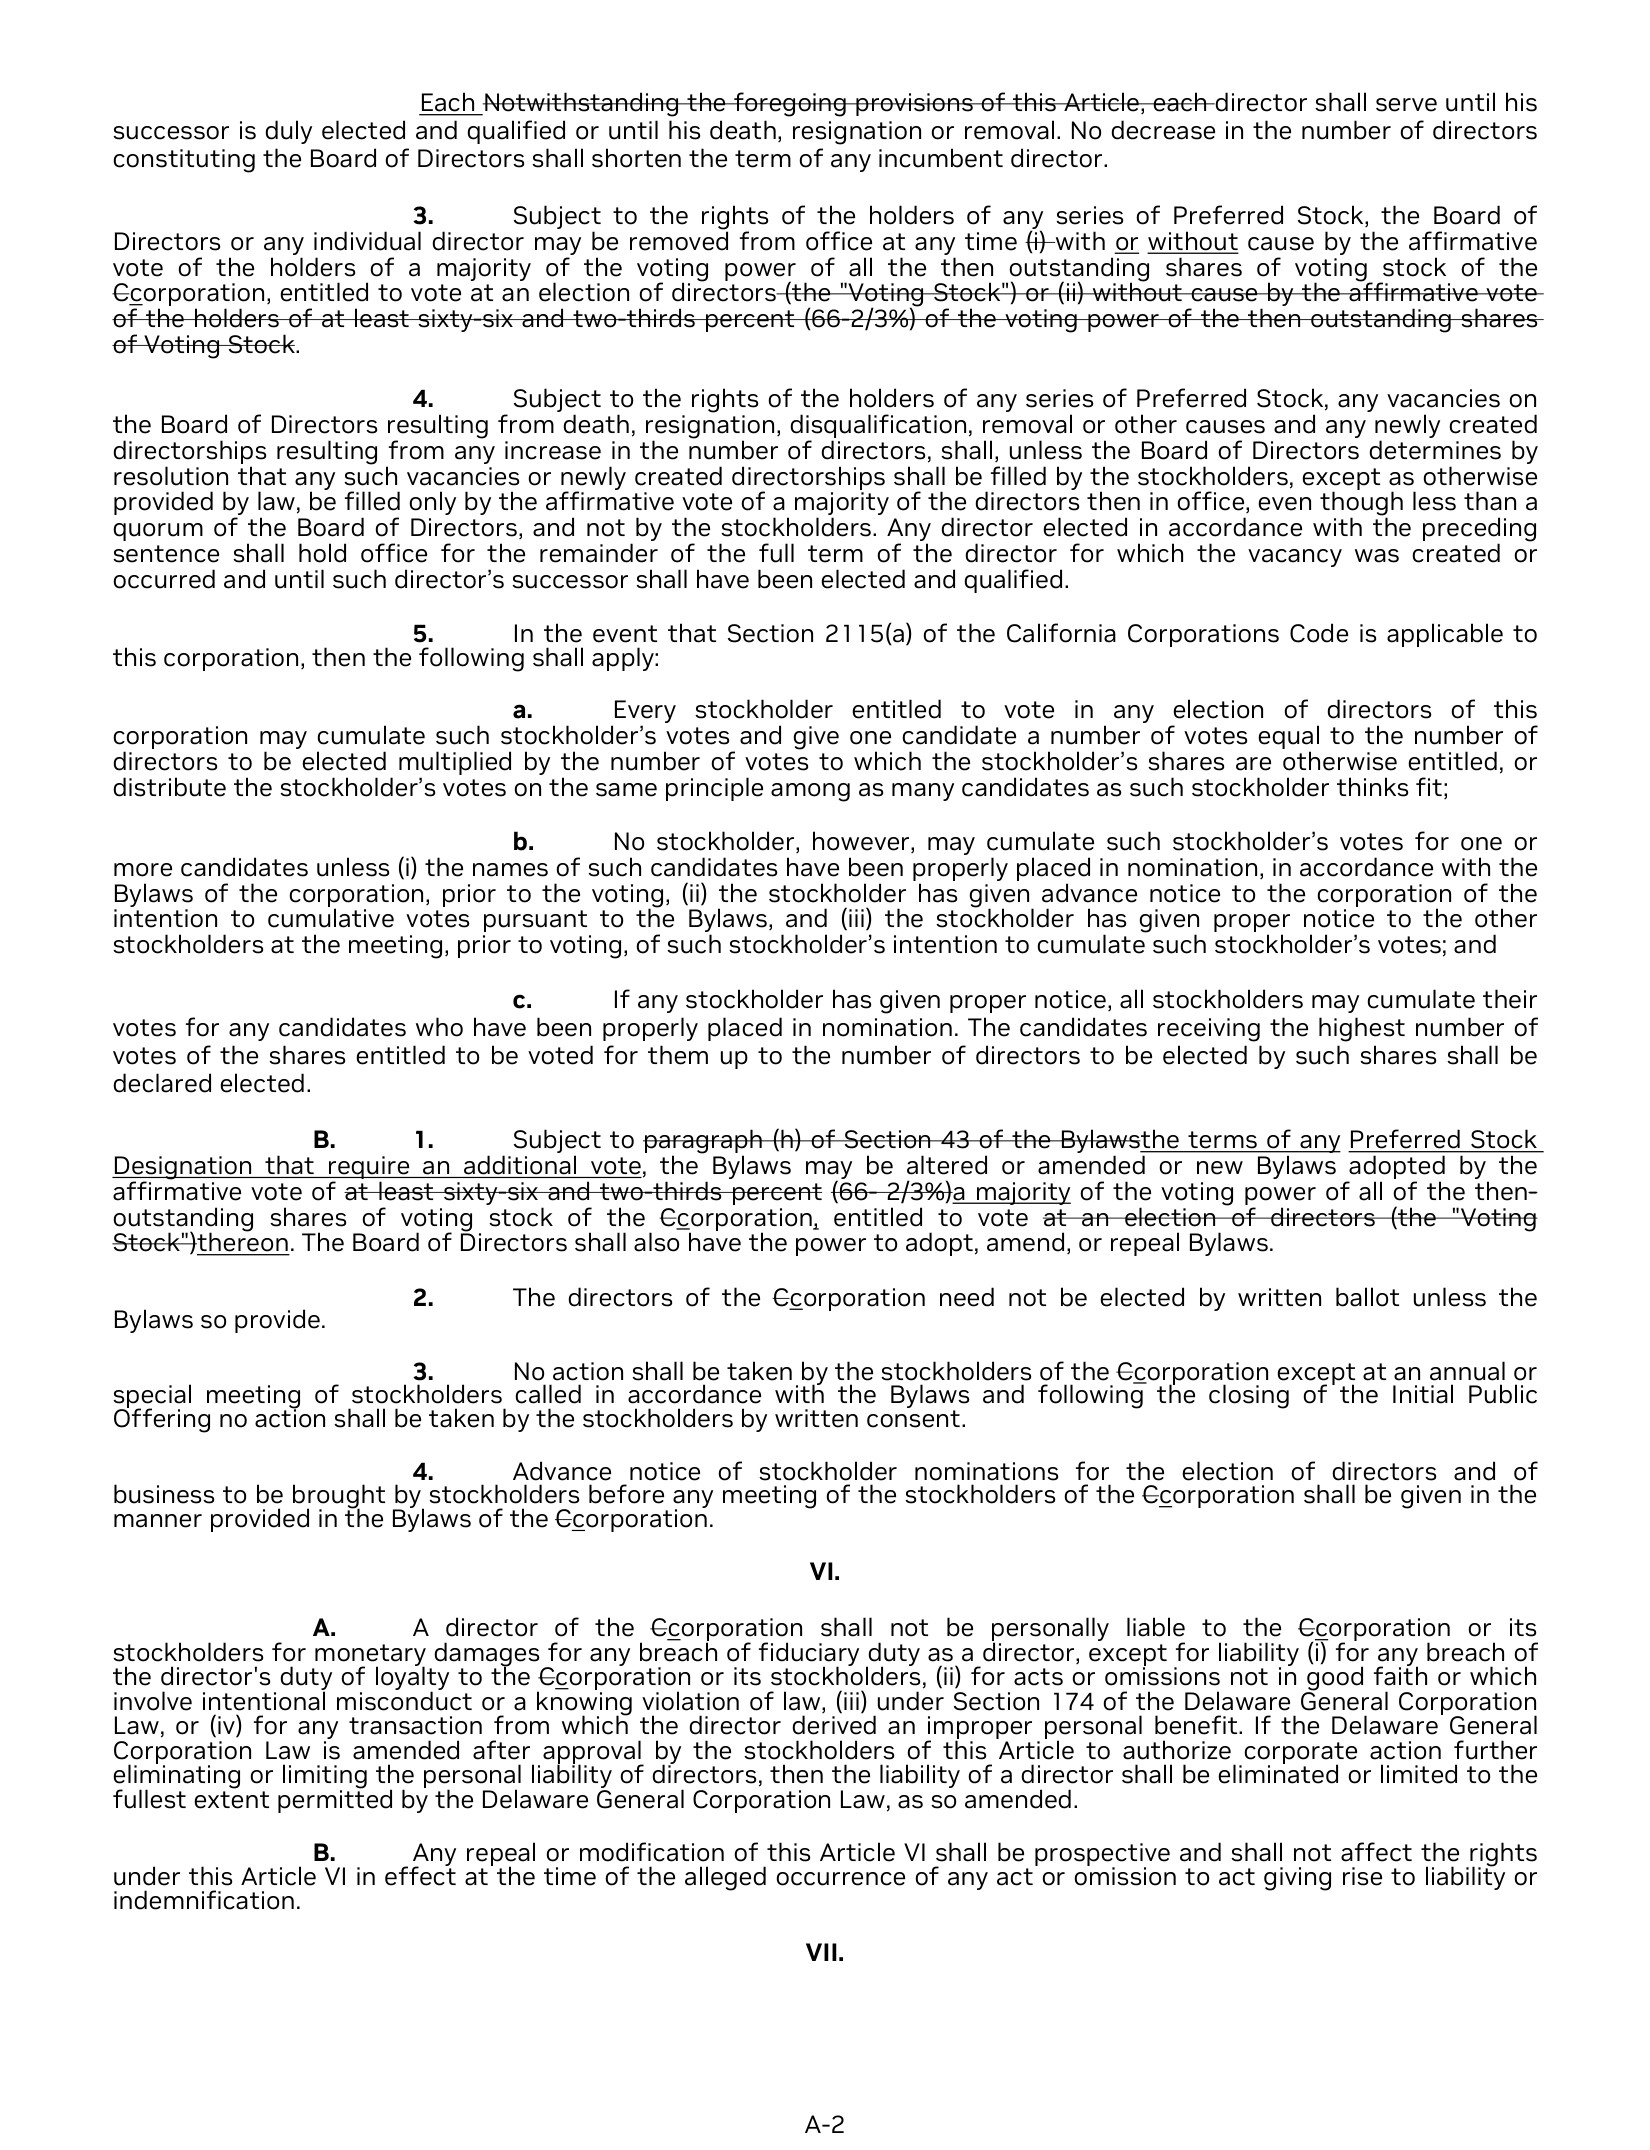 Each Notwithstanding the foregoing provisions of this Article, each director shall serve until his
successor is duly elected and qualified or until his death, resignation or removal. No decrease in the number of directors
constituting the Board of Directors shall shorten the term of any incumbent director.
3. Subject to the rights of the holders of any series of Preferred Stock, the Board of
Directors or any individual director may be removed from office at any time (i) with or without cause by the affirmative
vote of the holders of a majority of the voting power of all the then outstanding shares of voting stock of the
Ccorporation, entitled to vote at an election of directors (the "Voting Stock") or (ii) without cause by the affirmative vote
of the holders of at least sixty-six and two-thirds percent (66-2/3%) of the voting power of the then outstanding shares
of Voting Stock.
4. Subject to the rights of the holders of any series of Preferred Stock, any vacancies on
the Board of Directors resulting from death, resignation, disqualification, removal or other causes and any newly created
directorships resulting from any increase in the number of directors, shall, unless the Board of Directors determines by
resolution that any such vacancies or newly created directorships shall be filled by the stockholders, except as otherwise
provided by law, be filled only by the affirmative vote of a majority of the directors then in office, even though less than a
quorum of the Board of Directors, and not by the stockholders. Any director elected in accordance with the preceding
sentence shall hold office for the remainder of the full term of the director for which the vacancy was created or
occurred and until such director’s successor shall have been elected and qualified.
5. In the event that Section 2115(a) of the California Corporations Code is applicable to
this corporation, then the following shall apply:
a. Every stockholder entitled to vote in any election of directors of this
corporation may cumulate such stockholder’s votes and give one candidate a number of votes equal to the number of
directors to be elected multiplied by the number of votes to which the stockholder’s shares are otherwise entitled, or
distribute the stockholder’s votes on the same principle among as many candidates as such stockholder thinks fit;
b. No stockholder, however, may cumulate such stockholder’s votes for one or
more candidates unless (i) the names of such candidates have been properly placed in nomination, in accordance with the
Bylaws of the corporation, prior to the voting, (ii) the stockholder has given advance notice to the corporation of the
intention to cumulative votes pursuant to the Bylaws, and (iii) the stockholder has given proper notice to the other
stockholders at the meeting, prior to voting, of such stockholder’s intention to cumulate such stockholder’s votes; and
c. If any stockholder has given proper notice, all stockholders may cumulate their
votes for any candidates who have been properly placed in nomination. The candidates receiving the highest number of
votes of the shares entitled to be voted for them up to the number of directors to be elected by such shares shall be
declared elected.
B. 1. Subject to paragraph (h) of Section 43 of the Bylawsthe terms of any Preferred Stock
Designation that require an additional vote, the Bylaws may be altered or amended or new Bylaws adopted by the
affirmative vote of at least sixty-six and two-thirds percent (66- 2/3%)a majority of the voting power of all of the then-
outstanding shares of voting stock of the Ccorporation, entitled to vote at an election of directors (the "Voting
Stock")thereon. The Board of Directors shall also have the power to adopt, amend, or repeal Bylaws.
2. The directors of the Ccorporation need not be elected by written ballot unless the
Bylaws so provide.
3. No action shall be taken by the stockholders of the Ccorporation except at an annual or
special meeting of stockholders called in accordance with the Bylaws and following the closing of the Initial Public
Offering no action shall be taken by the stockholders by written consent.
4. Advance notice of stockholder nominations for the election of directors and of
business to be brought by stockholders before any meeting of the stockholders of the Ccorporation shall be given in the
manner provided in the Bylaws of the Ccorporation.
VI.
A. A director of the Ccorporation shall not be personally liable to the Ccorporation or its
stockholders for monetary damages for any breach of fiduciary duty as a director, except for liability (i) for any breach of
the director's duty of loyalty to the Ccorporation or its stockholders, (ii) for acts or omissions not in good faith or which
involve intentional misconduct or a knowing violation of law, (iii) under Section 174 of the Delaware General Corporation
Law, or (iv) for any transaction from which the director derived an improper personal benefit. If the Delaware General
Corporation Law is amended after approval by the stockholders of this Article to authorize corporate action further
eliminating or limiting the personal liability of directors, then the liability of a director shall be eliminated or limited to the
fullest extent permitted by the Delaware General Corporation Law, as so amended.
B. Any repeal or modification of this Article VI shall be prospective and shall not affect the rights
under this Article VI in effect at the time of the alleged occurrence of any act or omission to act giving rise to liability or
indemnification.
VII.
A-2